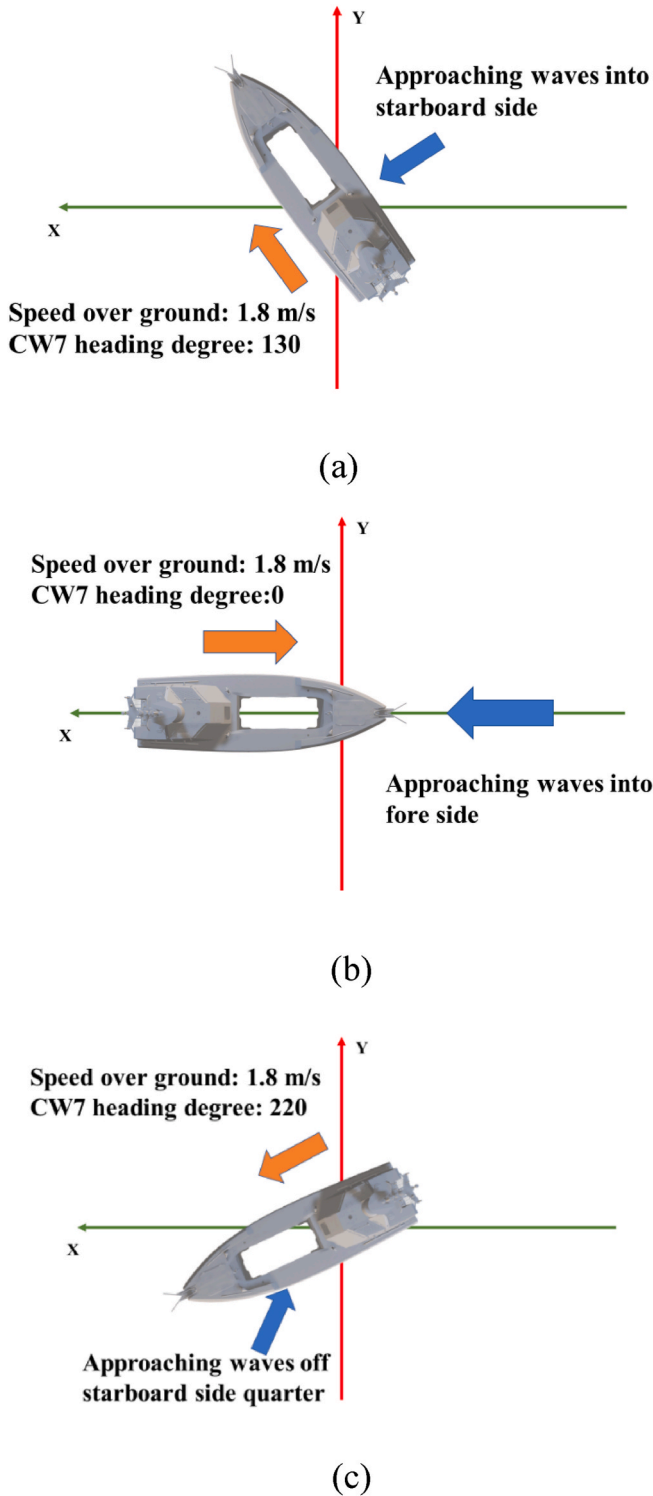 Y
Approaching waves into
starboard side
X
Speed over ground: 1.8 m/s
CW7 heading degree: 130
(a)
Y
Speed over ground: 1.8 m/s
CW7 heading degree:0
X
Approaching waves into
fore side
(b)
Y
Speed over ground: 1.8 m/s
CW7 heading degree: 220
X
Approaching waves off
starboard side quarter
(c)